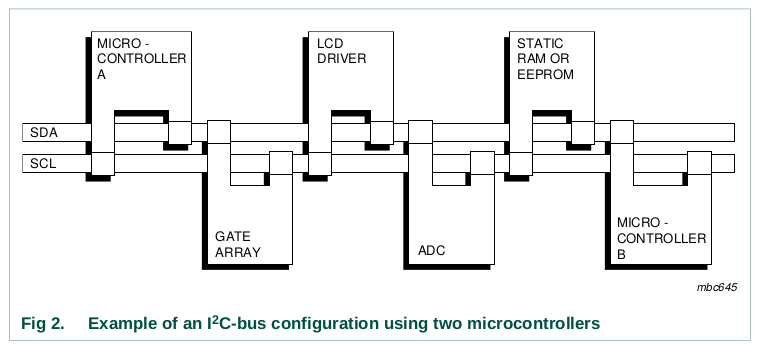 MICRO -
CONTROLLER
A
LCD
DRIVER
STATIC
RAM OR
EEPROM
SDA
SCL
GATE
ARRAY
ADC
MICRO -
CONTROLLER
B
mbc645
Fig 2. Example of an I²C-bus configuration using two microcontrollers